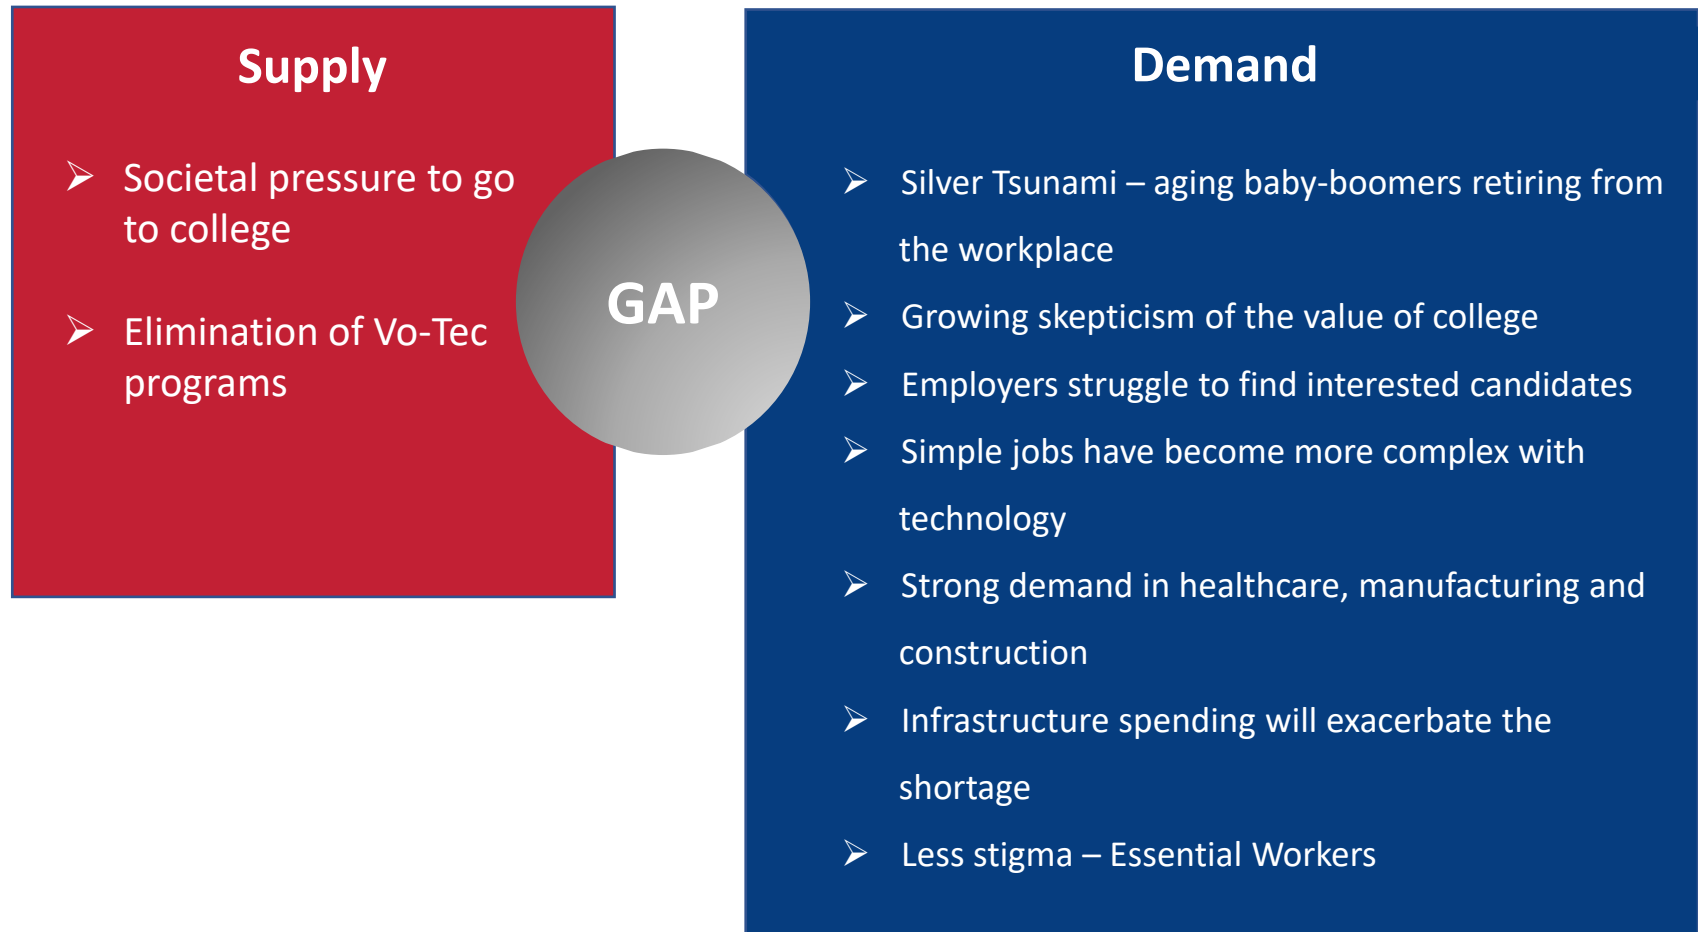 Supply
➢ Societal pressure to go
to college
➢ Elimination of Vo-Tec
programs
GAP
Demand
➢ Silver Tsunami – aging baby-boomers retiring from
the workplace
➢ Growing skepticism of the value of college
➢ Employers struggle to find interested candidates
➢ Simple jobs have become more complex with
technology
➢ Strong demand in healthcare, manufacturing and
construction
➢ Infrastructure spending will exacerbate the
shortage
➢ Less stigma – Essential Workers